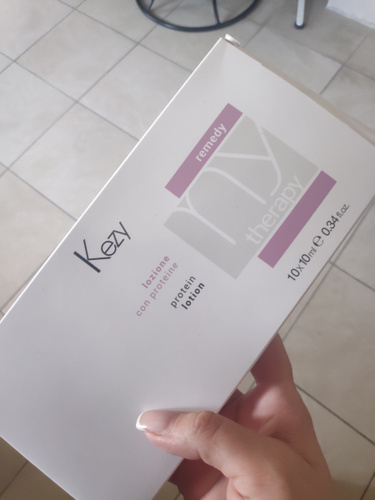 Kezy
remedy
my
therapy
lozione
con proteine
protein
lotion
10x10ml e 0.34 fl.oz.